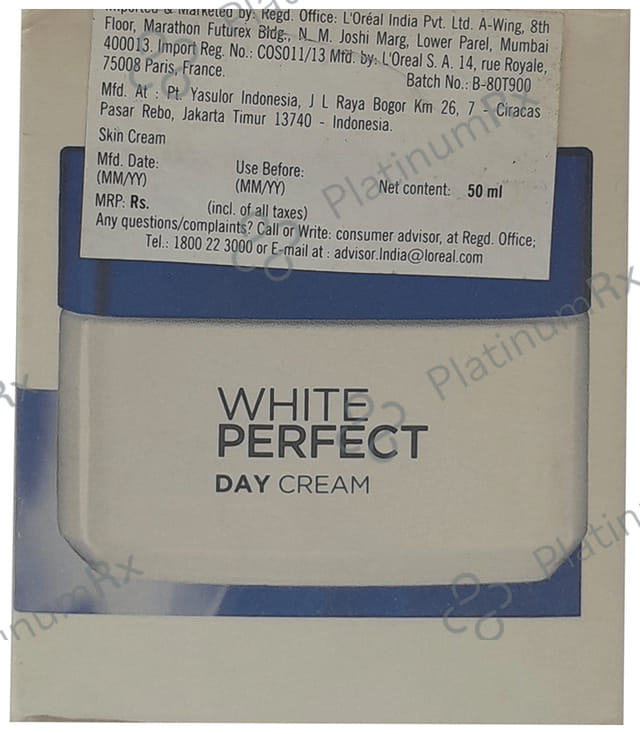 Imported & Marketed by: Regd. Office: L'Oréal India Pvt. Ltd. A-Wing, 8th
Floor, Marathon Futurex Bldg., N. M. Joshi Marg, Lower Parel, Mumbai
400013. Import Reg. No.: COS011/13 Mfd. by: L'Oreal S. A. 14, rue Royale,
75008 Paris, France. Batch No.: B-80T900
Mfd. At : Pt. Yasulor Indonesia, J L Raya Bogor Km 26, 7 - Ciracas
Pasar Rebo, Jakarta Timur 13740 - Indonesia.
Skin Cream
Mfd. Date: Use Before:
(MM/YY) (MM/YY) Net content: 50 ml
MRP: Rs. (incl. of all taxes)
Any questions/complaints? Call or Write: consumer advisor, at Regd. Office;
Tel.: 1800 22 3000 or E-mail at : advisor.India@loreal.com
WHITE
PERFECT
DAY CREAM
PlatinumRx
PlatinumRx
Rx
Platin
tinumRx